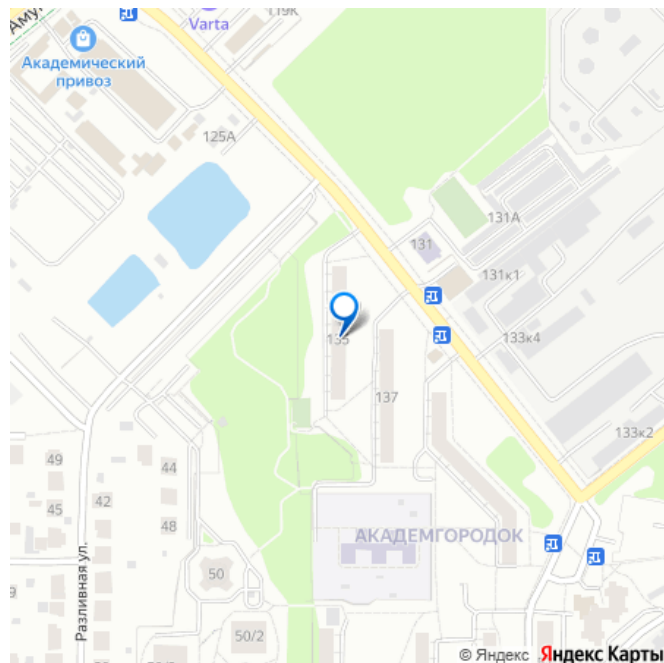 Аму
119К
Varta
Академический
привоз
125А
131А
131
131к1
135
133к4
137
133к2
49
44
45
42
48
АКАДЕМГОРОДОК
Разливная ул.
50
50/2
© Яндекс Яндекс Карты